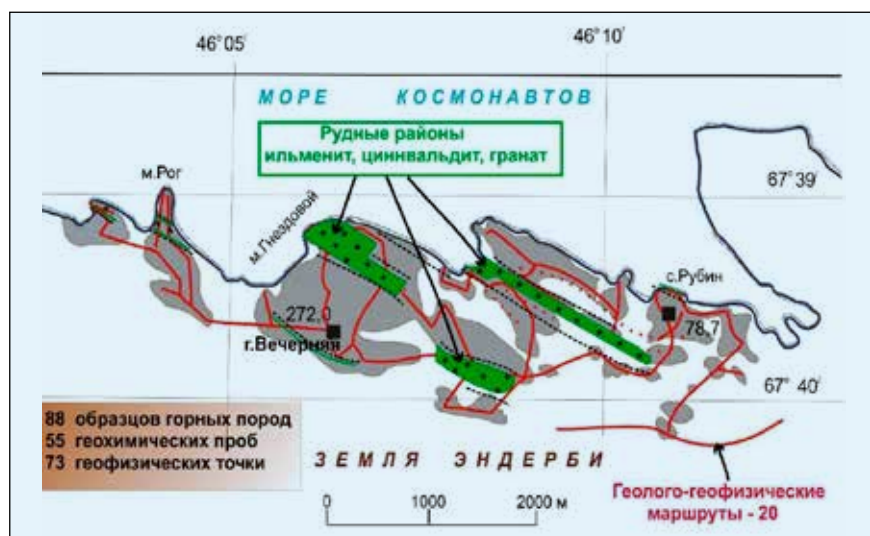 46° 05′
46° 10′
МОРЕ КОСМОНАВТОВ
Рудные районы
ильменит, циннвальдит, гранат
м.Рог
67° 39′
м.Гнездовой
с.Рубин
272,0
78,7
г.Вечерняя
67° 40′
88 образцов горных пород
55 геохимических проб
73 геофизических точки
ЗЕМЛЯ ЭНДЕРБИ
0 1000 2000 м
Геолого-геофизические
маршруты - 20